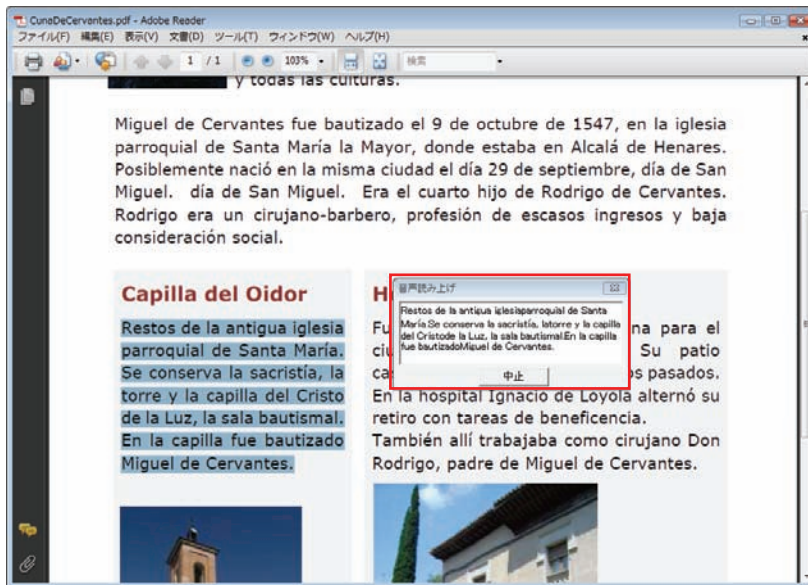 CunaDeCervantes.pdf - Adobe Reader
ファイル(F) 編集(E) 表示(V) 文書(D) ツール(T) ウィンドウ(W) ヘルプ(H)
1 / 1 103% 検索
y todas las culturas.
Miguel de Cervantes fue bautizado el 9 de octubre de 1547, en la iglesia
parroquial de Santa María la Mayor, donde estaba en Alcalá de Henares.
Posiblemente nació en la misma ciudad el día 29 de septiembre, día de San
Miguel. día de San Miguel. Era el cuarto hijo de Rodrigo de Cervantes.
Rodrigo era un cirujano-barbero, profesión de escasos ingresos y baja
consideración social.
Capilla del Oidor
Restos de la antigua iglesia
parroquial de Santa María.
Se conserva la sacristía, la
torre y la capilla del Cristo
de la Luz, la sala bautismal.
En la capilla fue bautizado
Miguel de Cervantes.
音声読み上げ
Restos de la antigua iglesiaparroquial de Santa
María.Se conserva la sacristía, latorre y la capilla
del Cristode la Luz, la sala bautismal.En la capilla
fue bautizadoMiguel de Cervantes.
中止
para el
Su patio
pasados.
En la hospital Ignacio de Loyola alternó su
retiro con tareas de beneficencia.
También allí trabajaba como cirujano Don
Rodrigo, padre de Miguel de Cervantes.